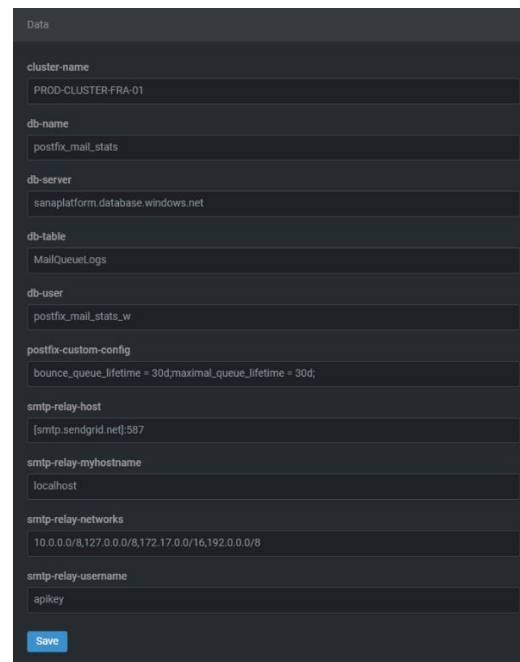 Data
cluster-name
PROD-CLUSTER-FRA-01
db-name
postfix_mail_stats
db-server
sanaplatform.database.windows.net
db-table
MailQueueLogs
db-user
postfix_mail_stats_w
postfix-custom-config
bounce_queue_lifetime = 30d;maximal_queue_lifetime = 30d;
smtp-relay-host
[smtp.sendgrid.net]:587
smtp-relay-myhostname
localhost
smtp-relay-networks
10.0.0.0/8,127.0.0.0/8,172.17.0.0/16,192.0.0.0/8
smtp-relay-username
apikey
Save